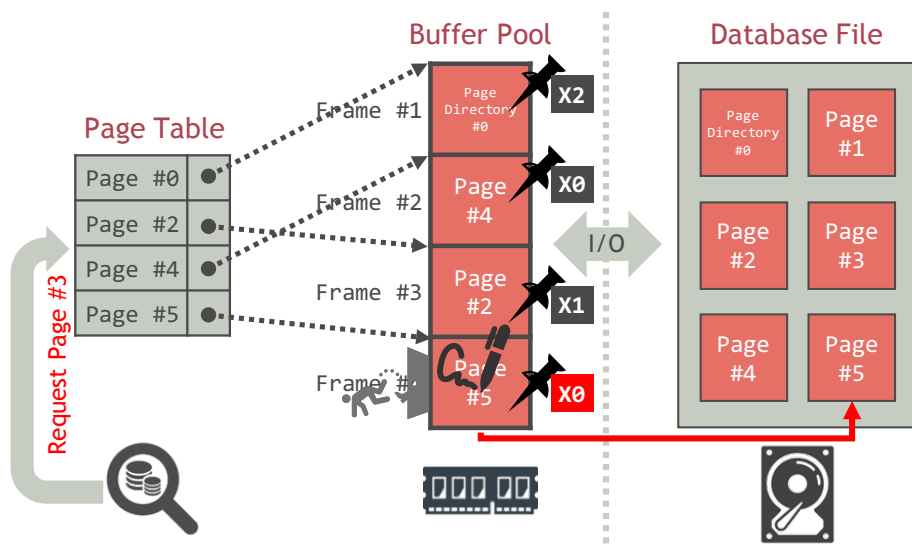 Buffer Pool
Database File
Page Table
Page #0
Page #2
Page #4
Page #5
Request Page #3
Frame #1
Frame #2
Frame #3
Frame #
Page
Directory
#0
X2
Page
#4
X0
Page
#2
X1
Page
#5
X0
I/O
Page
Directory
#0
Page
#1
Page
#2
Page
#3
Page
#4
Page
#5